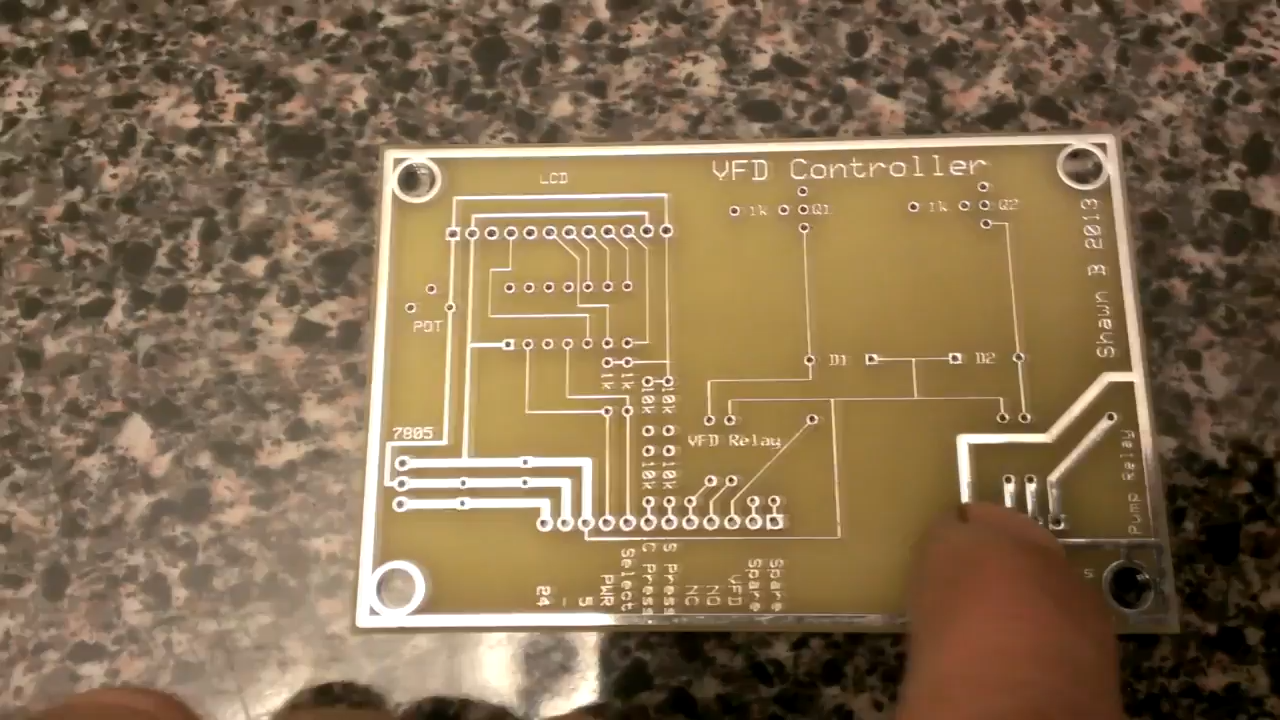 VFD Controller
LCD
1k
Q1
1k
Q2
Shawn B 2013
POT
D1
D2
1k
1k
10k
10k
7805
VFD Relay
10k
10k
Pump Relay
24
-
5
PWR
Select
C Press
S Press
NC
NO
VFD
Spare
Spare
S